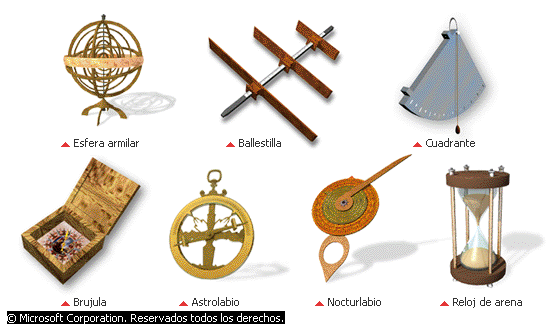 Esfera armilar
Ballestilla
Cuadrante
Brujula
Astrolabio
Nocturlabio
Reloj de arena
© Microsoft Corporation. Reservados todos los derechos.